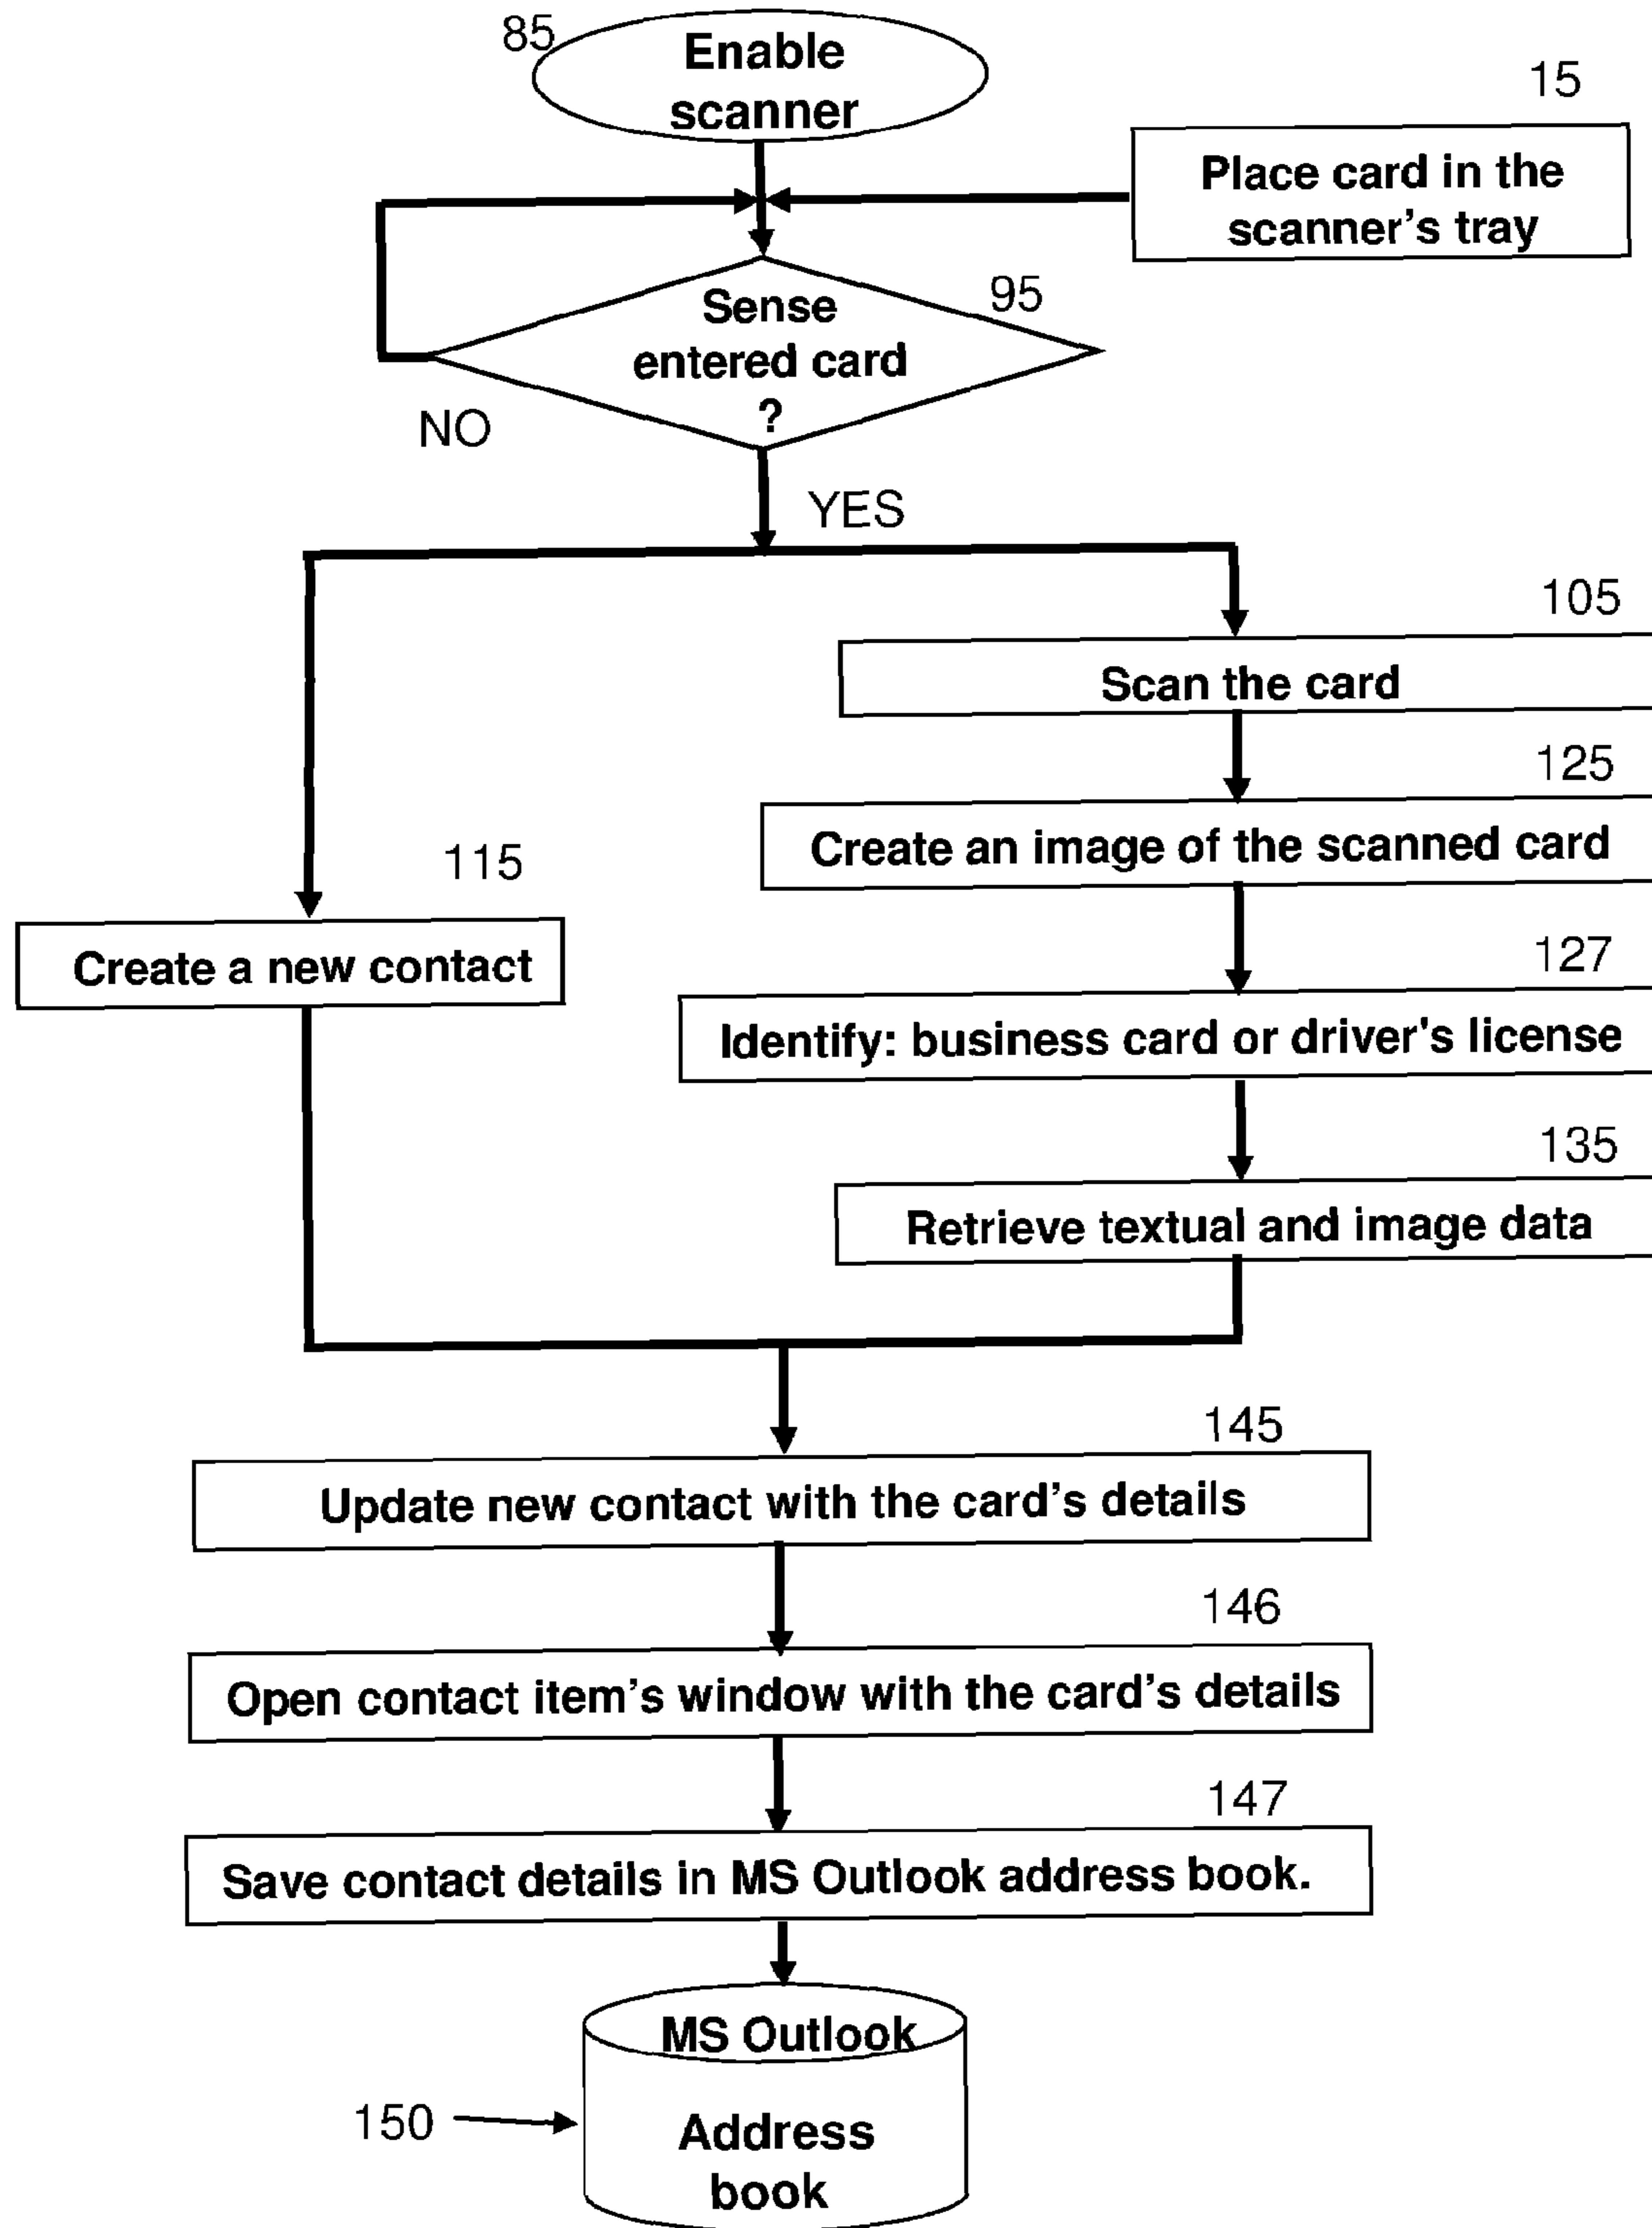 85
Enable
scanner
15
Place card in the
scanner's tray
95
Sense
entered card
?
NO
YES
105
Scan the card
125
Create an image of the scanned card
115
Create a new contact
127
Identify: business card or driver's license
135
Retrieve textual and image data
145
Update new contact with the card's details
146
Open contact item's window with the card's details
147
Save contact details in MS Outlook address book.
MS Outlook
150
Address
book